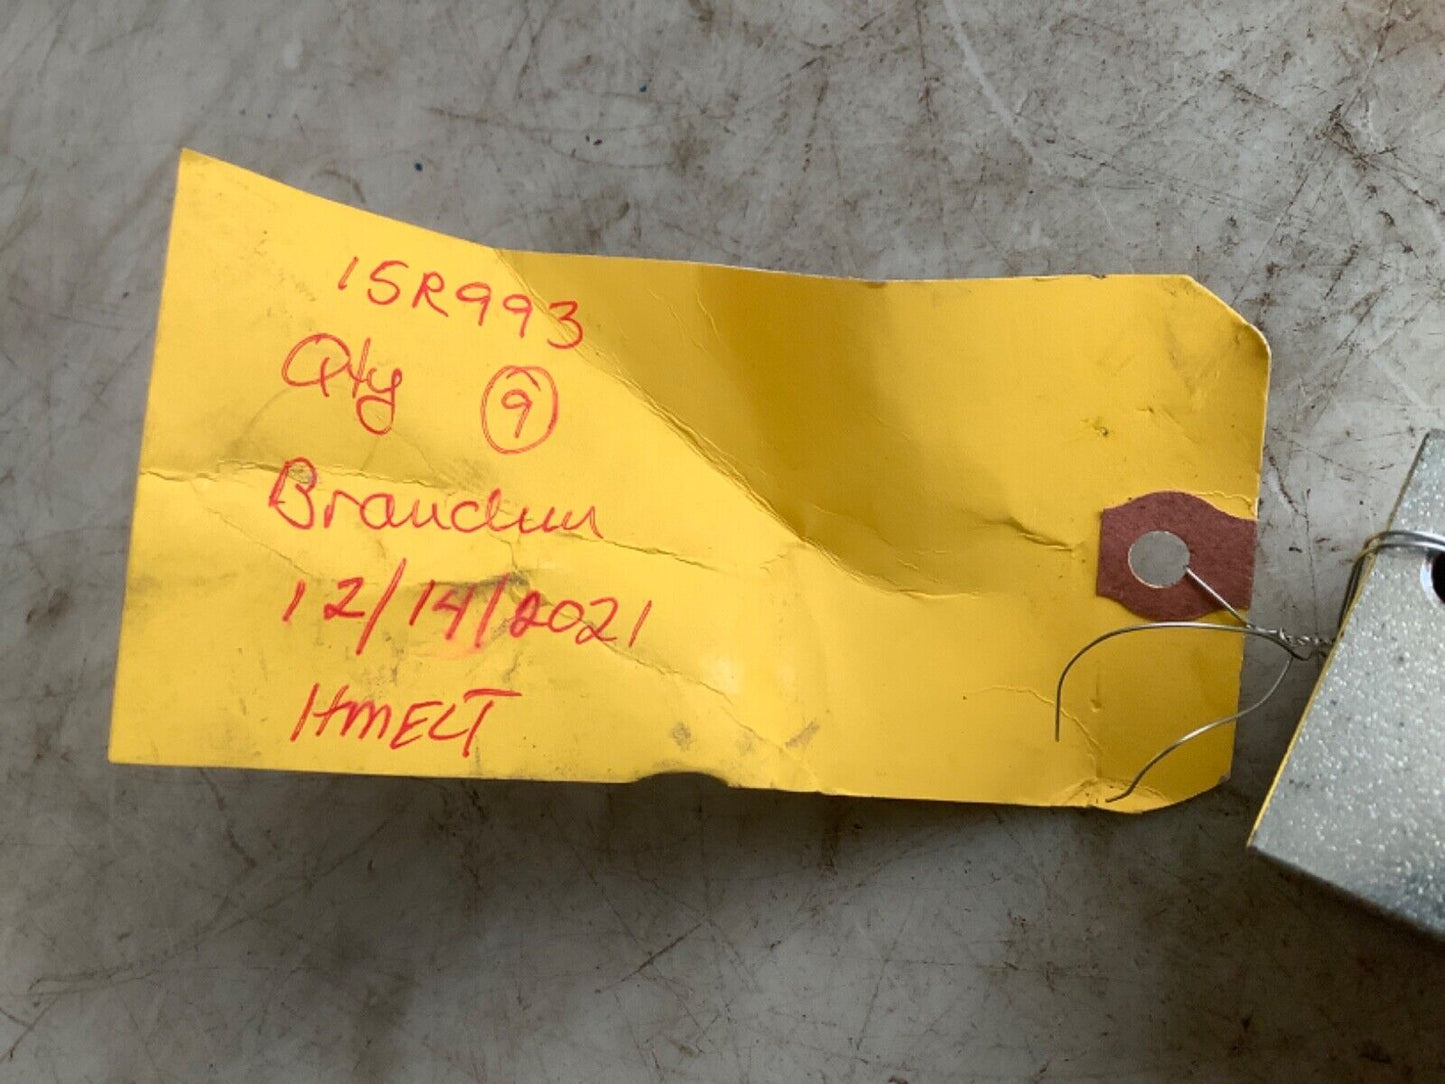 15R993
Qty 9
Brandun
12/14/2021
HMELT